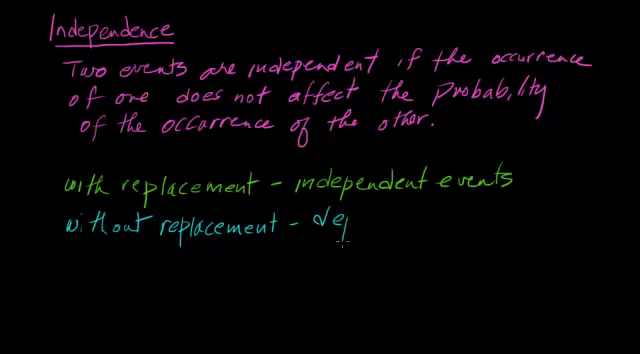 Independence
Two events are independent if the occurrence
of one does not affect the probability
of the occurrence of the other.
with replacement - independent events
without replacement - dep